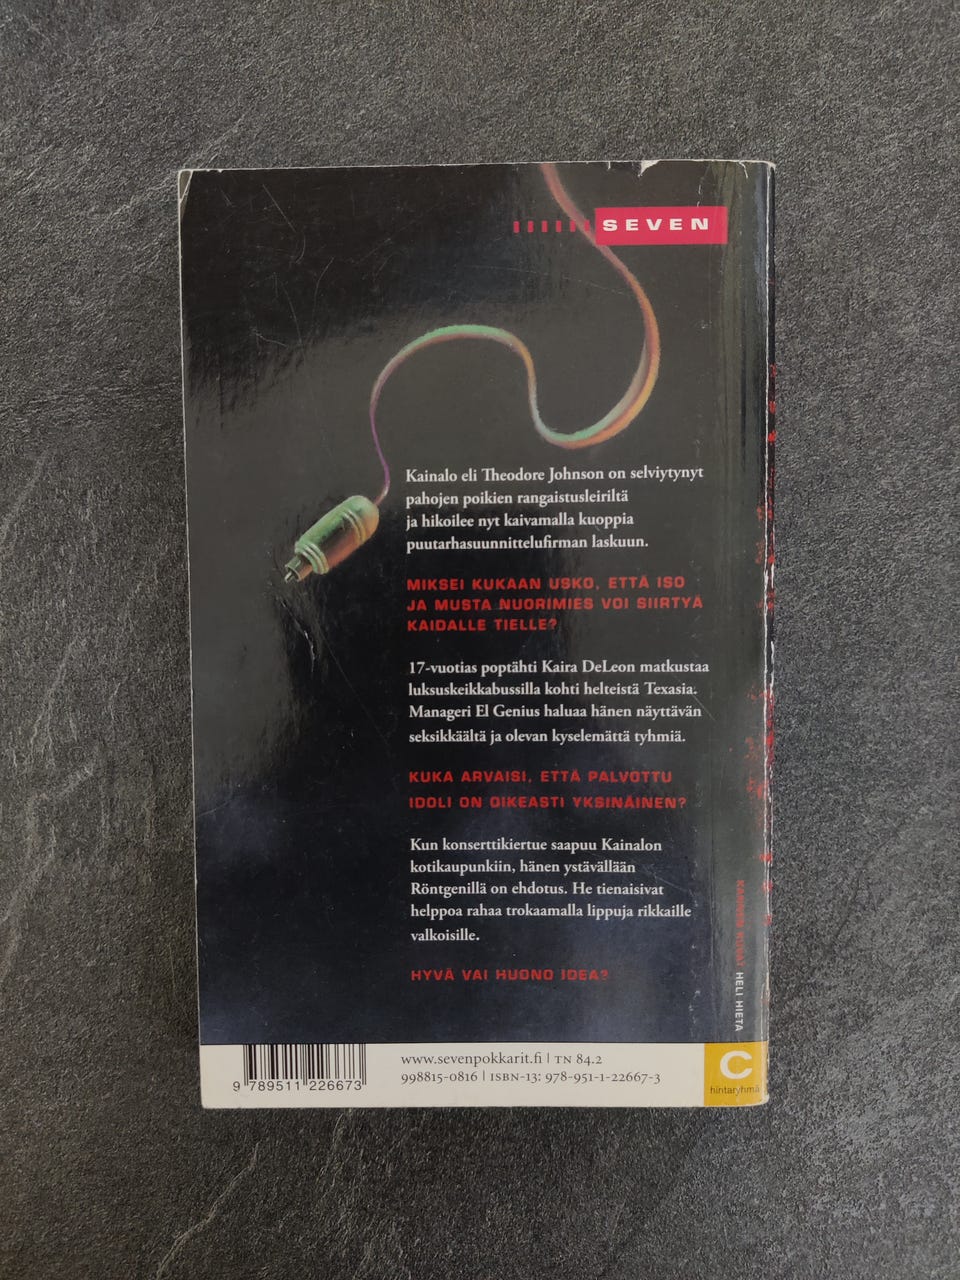 SEVEN
Kainalo eli Theodore Johnson on selviytynyt
pahojen poikien rangaistusleiriltä
ja hikoilee nyt kaivamalla kuoppia
puutarhasuunnittelufirman laskuun.
MIKSEI KUKAAN USKO, ETTÄ ISO
JA MUSTA NUORIMIES VOI SIIRTYÄ
KAIDALLE TIELLE?
17-vuotias poptähti Kaira DeLeon matkustaa
luksuskeikkabussilla kohti helteistä Texasia.
Manageri El Genius haluaa hänen näyttävän
seksikkäältä ja olevan kyselemättä tyhmiä.
KUKA ARVAISI, ETTÄ PALVOTTU
IDOLI ON OIKEASTI YKSINÄINEN?
Kun konserttikiertue saapuu Kainalon
kotikaupunkiin, hänen ystävällään
Röntgenillä on ehdotus. He tienaisivat
helppoa rahaa trokaamalla lippuja rikkaille
valkoisille.
HYVÄ VAI HUONO IDEA?
KANNEN KUVAT HELI HIETA
9 789511 226673
www.sevenpokkarit.fi | TN 84.2
998815-0816 | ISBN-13: 978-951-1-22667-3
C
hintaryhmä